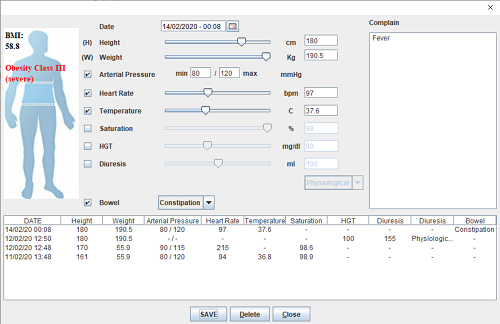 BMI:
58.8
Obesity Class III
(severe)
Date 14/02/2020 - 00:08
(H) Height cm 180
(W) Weight Kg 190.5
Arterial Pressure min 80 / 120 max mmHg
Heart Rate bpm 97
Temperature C 37.6
Saturation % 98
HGT mg/dl 80
Diuresis ml 100
Physiological
Bowel Constipation
Complain
Fever
DATE Height Weight Arterial Pressure Heart Rate Temperature Saturation HGT Diuresis Diuresis Bowel
14/02/20 00:08 180 190.5 80 / 120 97 37.6 - - - - Constipation
12/02/20 12:50 180 190.5 - / - - - - 100 155 Physiologic... -
12/02/20 12:48 170 55.9 90 / 115 215 - 98.6 - - - -
11/02/20 13:48 161 55.9 80 / 120 94 36.8 98.9 - - - -
SAVE Delete Close